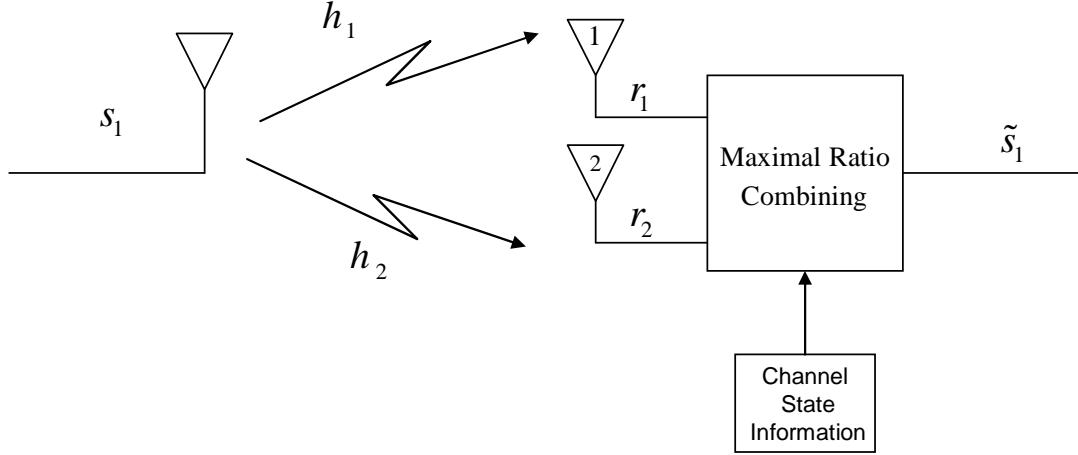 h₁
1
s₁
r₁
Maximal Ratio
Combining
s̃₁
2
r₂
h₂
Channel
State
Information